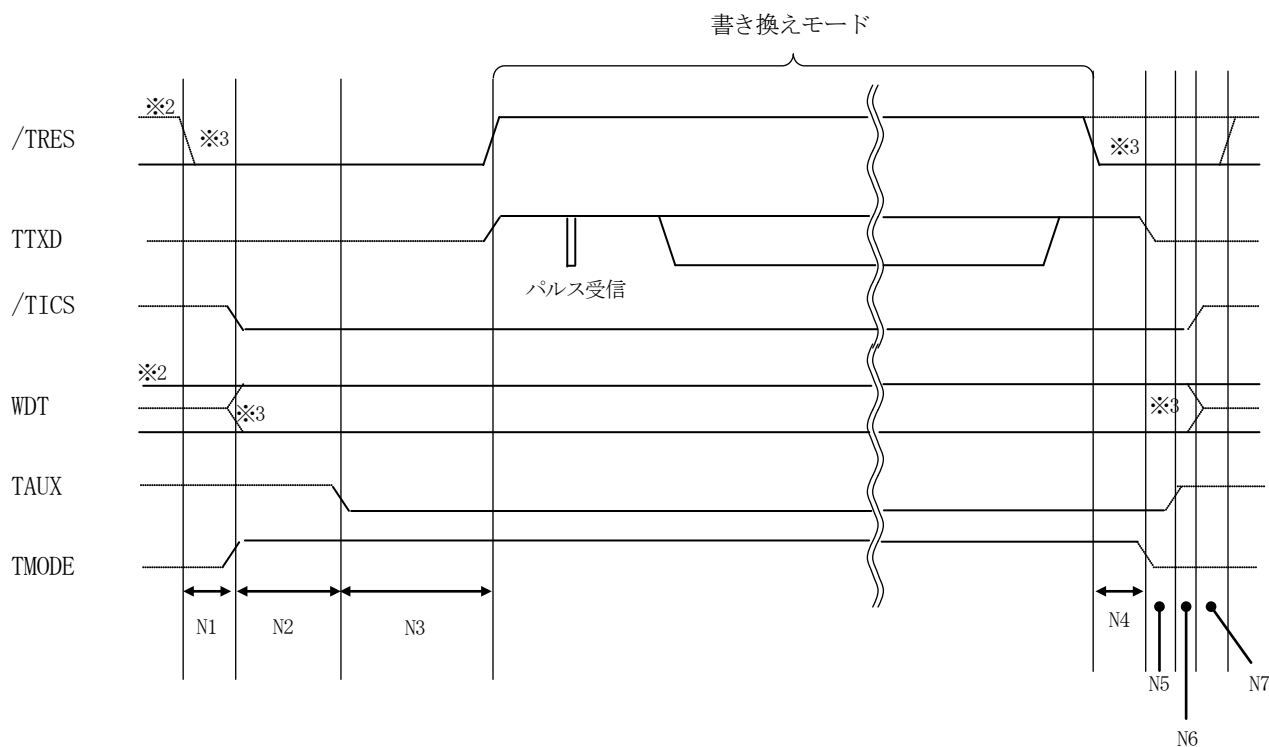 書き換えモード
※2
/TRES
※3
※3
TTXD
パルス受信
/TICS
※2
WDT
※3
※3
TAUX
TMODE
N1
N2
N3
N4
N5
N7
N6